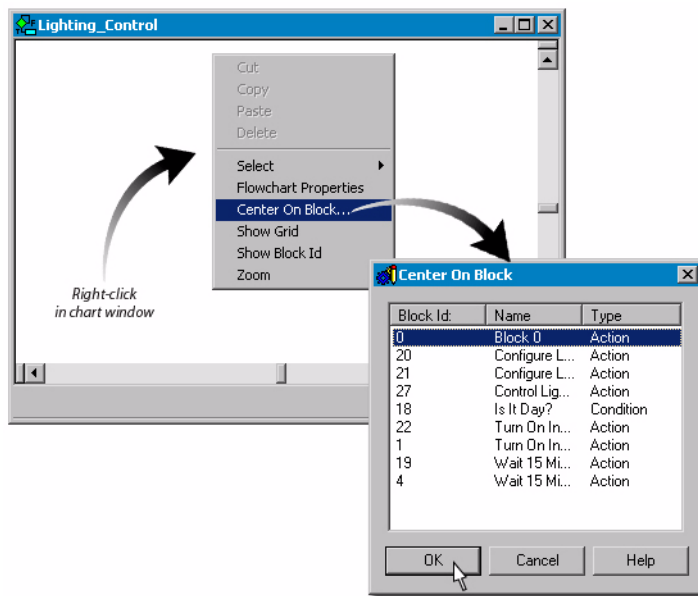 Lighting_Control
Cut
Copy
Paste
Delete
Select
Flowchart Properties
Center On Block...
Show Grid
Show Block Id
Zoom
Right-click
in chart window
Center On Block
Block Id: Name Type
0 Block 0 Action
20 Configure L... Action
21 Configure L... Action
27 Control Lig... Action
18 Is It Day? Condition
22 Turn On In... Action
1 Turn On In... Action
19 Wait 15 Mi... Action
4 Wait 15 Mi... Action
OK Cancel Help